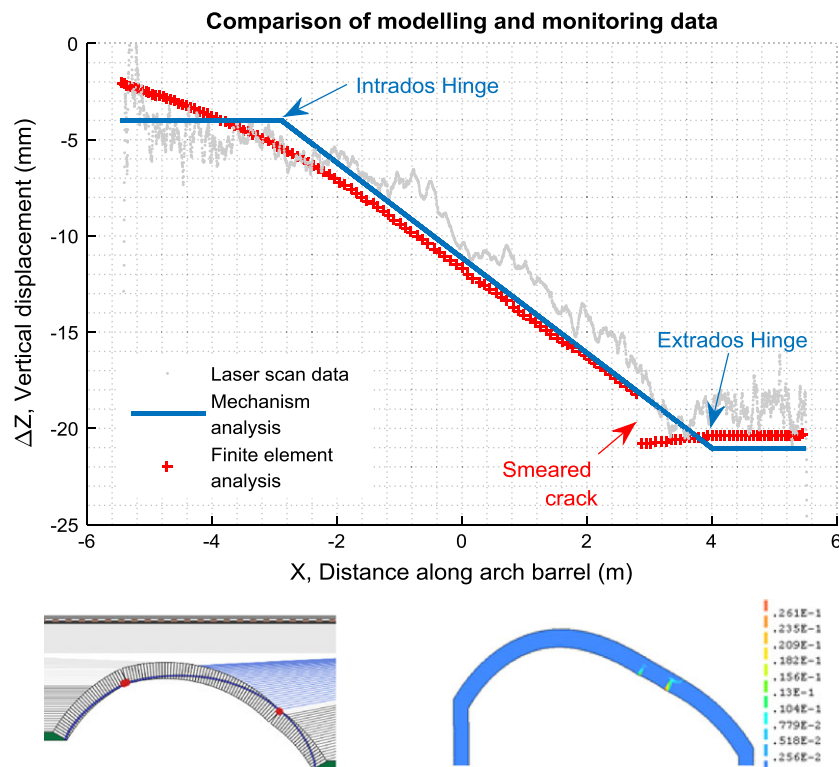 Comparison of modelling and monitoring data
0
-5
-10
-15
-20
-25
ΔZ, Vertical displacement (mm)
Intrados Hinge
Extrados Hinge
Laser scan data
Mechanism
analysis
Finite element
analysis
Smeared
crack
-6
-4
-2
0
2
4
6
X, Distance along arch barrel (m)
.261E-1
.235E-1
.209E-1
.182E-1
.156E-1
.13E-1
.104E-1
.779E-2
.518E-2
.256E-2